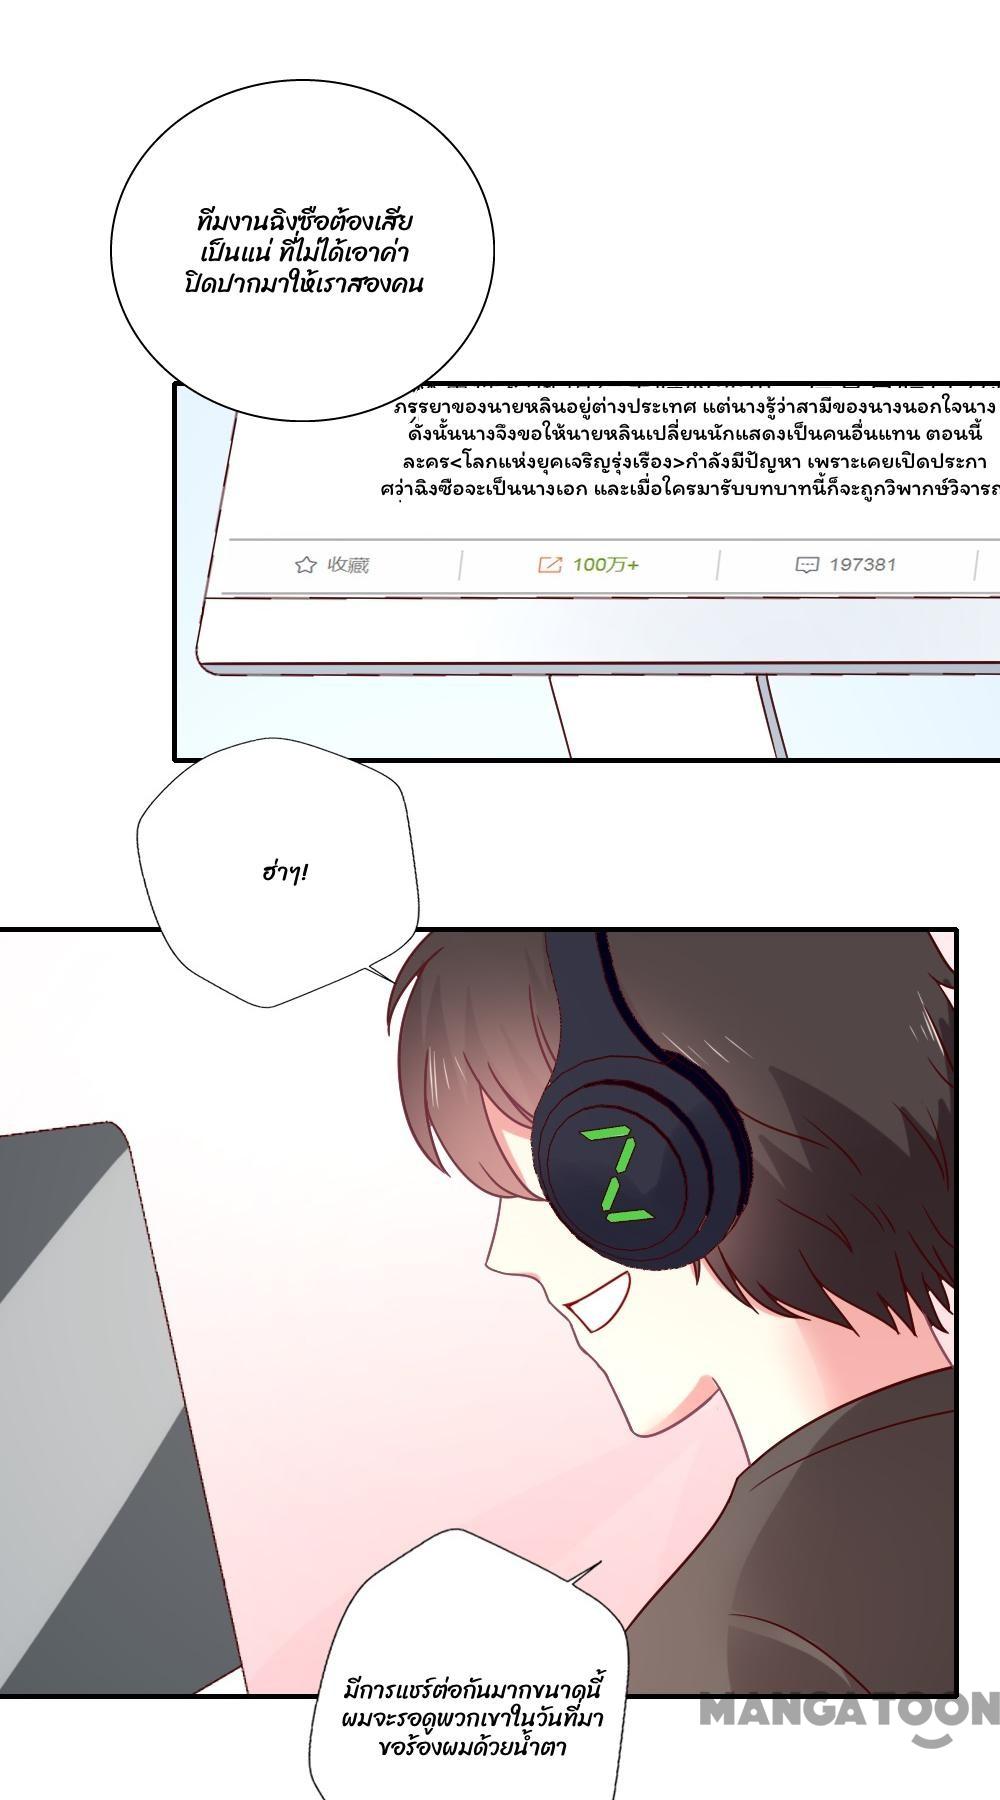 ทีมงานฉิงซือต้องเสีย
เป็นแน่ ที่ไม่ได้เอาค่า
ปิดปากมาให้เราสองคน
ภรรยาของนายหลินอยู่ต่างประเทศ แต่นางรู้ว่าสามีของนางนอกใจนาง
ดังนั้นนางจึงขอให้นายหลินเปลี่ยนนักแสดงเป็นคนอื่นแทน ตอนนี้
ละคร<โลกแห่งยุคเจริญรุ่งเรือง>กำลังมีปัญหา เพราะเคยเปิดประกา
ศว่าฉิงซือจะเป็นนางเอก และเมื่อใครมารับบทบาทนี้ก็จะถูกวิพากษ์วิจารณ
收藏 100万+ 197381
ฮ่าๆ!
มีการแชร์ต่อกันมากขนาดนี้
ผมจะรอดูพวกเขาในวันที่มา
ขอร้องผมด้วยน้ำตา
MANGATOON